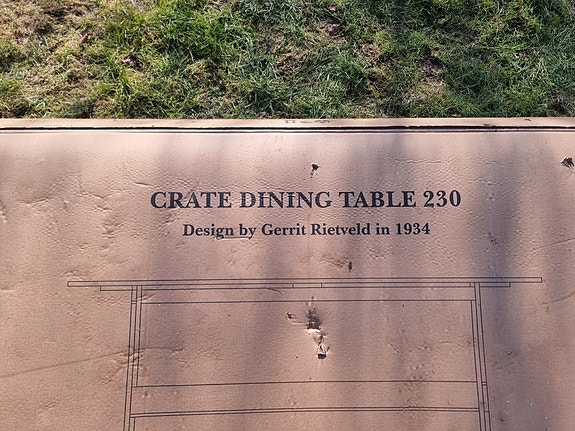 CRATE DINING TABLE 230
Design by Gerrit Rietveld in 1934